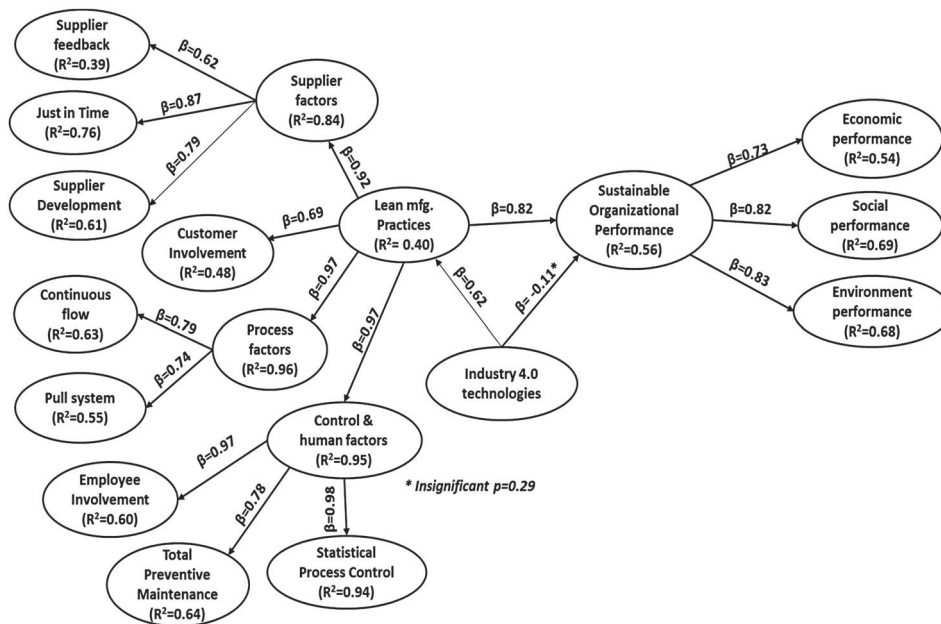 Supplier
feedback
(R²=0.39)
β=0.62
Just in Time
(R²=0.76)
β=0.87
Supplier
factors
(R²=0.84)
β=0.79
Supplier
Development
(R²=0.61)
β=0.92
Customer
Involvement
(R²=0.48)
β=0.69
Lean mfg.
Practices
(R²= 0.40)
β=0.82
Sustainable
Organizational
Performance
(R²=0.56)
β=0.73
Economic
performance
(R²=0.54)
β=0.82
Social
performance
(R²=0.69)
β=0.83
Environment
performance
(R²=0.68)
Continuous
flow
(R²=0.63)
β=0.79
β=0.97
Process
factors
(R²=0.96)
β=0.97
β=0.62
β= -0.11*
Pull system
(R²=0.55)
β=0.74
Industry 4.0
technologies
Control &
human factors
(R²=0.95)
β=0.97
Employee
Involvement
(R²=0.60)
β=0.78
β=0.98
* Insignificant p=0.29
Total
Preventive
Maintenance
(R²=0.64)
Statistical
Process Control
(R²=0.94)